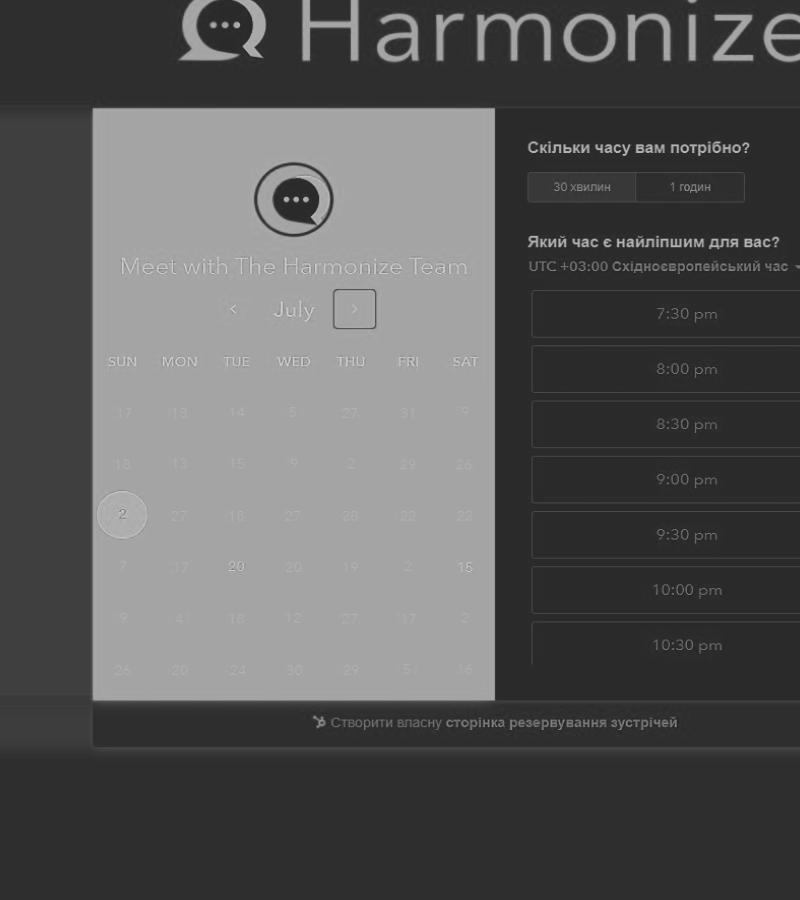 Harmonize
Meet with The Harmonize Team
July
SUN MON TUE WED THU FRI SAT
17 18 14 5 27 31 9
18 13 15 9 2 29 26
2 27 18 27 28 22 22
7 17 20 20 19 2 15
9 4 18 12 27 17 2
26 20 24 30 29 5 16
Скільки часу вам потрібно?
30 хвилин 1 годин
Який час є найліпшим для вас?
UTC +03:00 Східноєвропейський час
7:30 pm
8:00 pm
8:30 pm
9:00 pm
9:30 pm
10:00 pm
10:30 pm
Створити власну сторінка резервування зустрічей